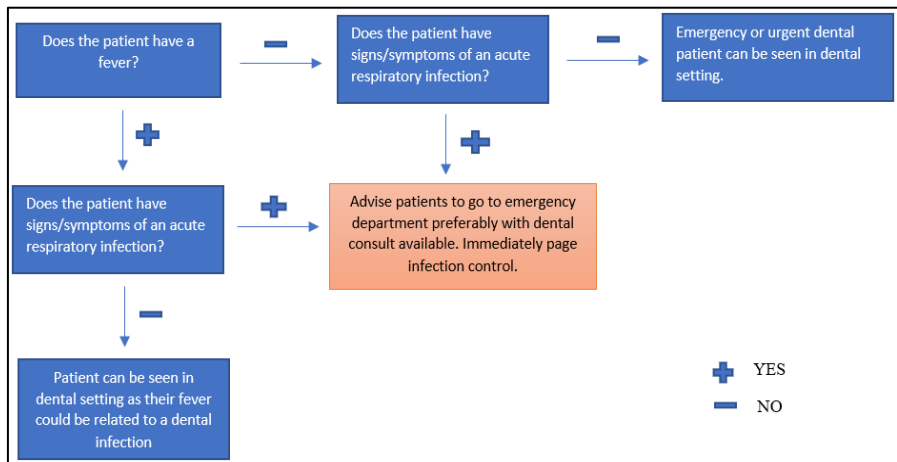 Does the patient have a
fever?
Does the patient have
signs/symptoms of an acute
respiratory infection?
Emergency or urgent dental
patient can be seen in dental
setting.
Does the patient have
signs/symptoms of an acute
respiratory infection?
Advise patients to go to emergency
department preferably with dental
consult available. Immediately page
infection control.
Patient can be seen in
dental setting as their fever
could be related to a dental
infection
YES
NO